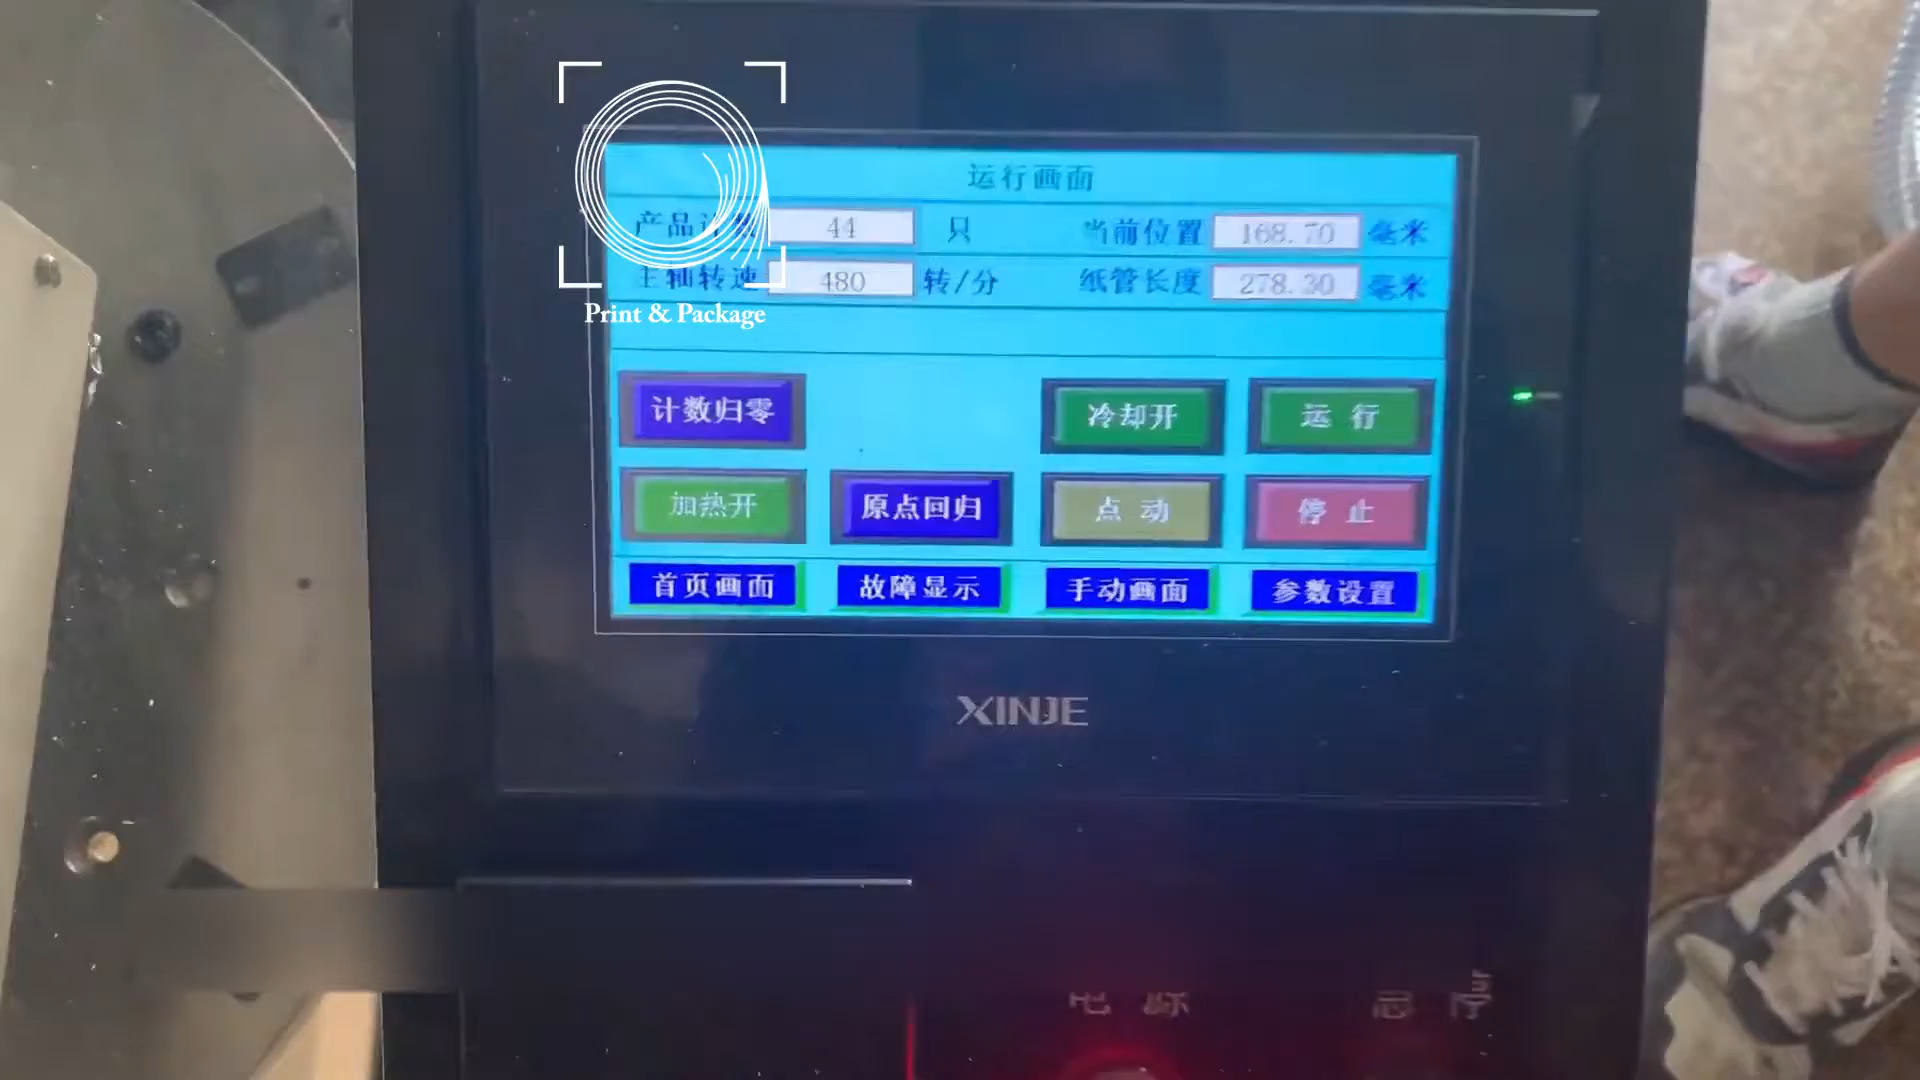 运行画面
产品计数 44 只 当前位置 168.70 毫米
主轴转速 480 转/分 纸管长度 278.30 毫米
Print & Package
计数归零 冷却开 运 行
加热开 原点回归 点 动 停 止
首页画面 故障显示 手动画面 参数设置
XINJE
电 源